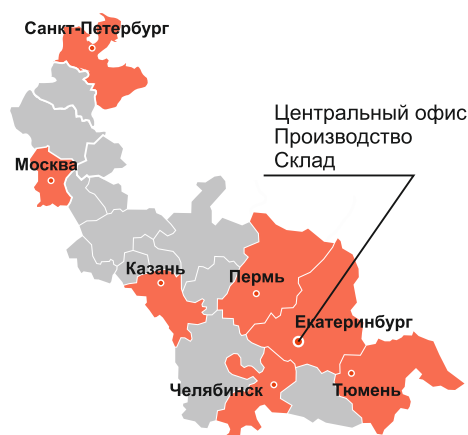 Санкт-Петербург
Центральный офис
Производство
Склад
Москва
Казань
Пермь
Екатеринбург
Челябинск
Тюмень